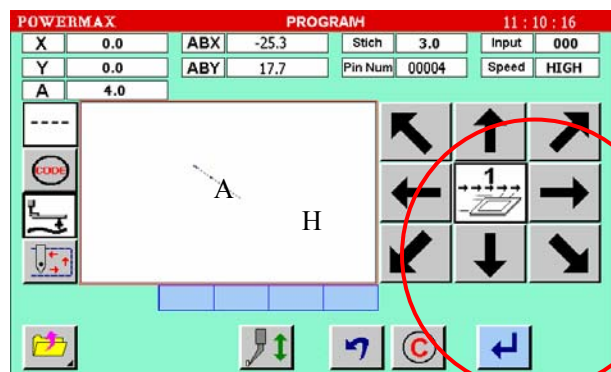 POWERMAX PROGRAM/H 11 : 10 : 16
X 0.0 ABX -25.3 Stich 3.0 Input 000
Y 0.0 ABY 17.7 Pin Num 00004 Speed HIGH
A 4.0
----
CODE
A
H
1
C